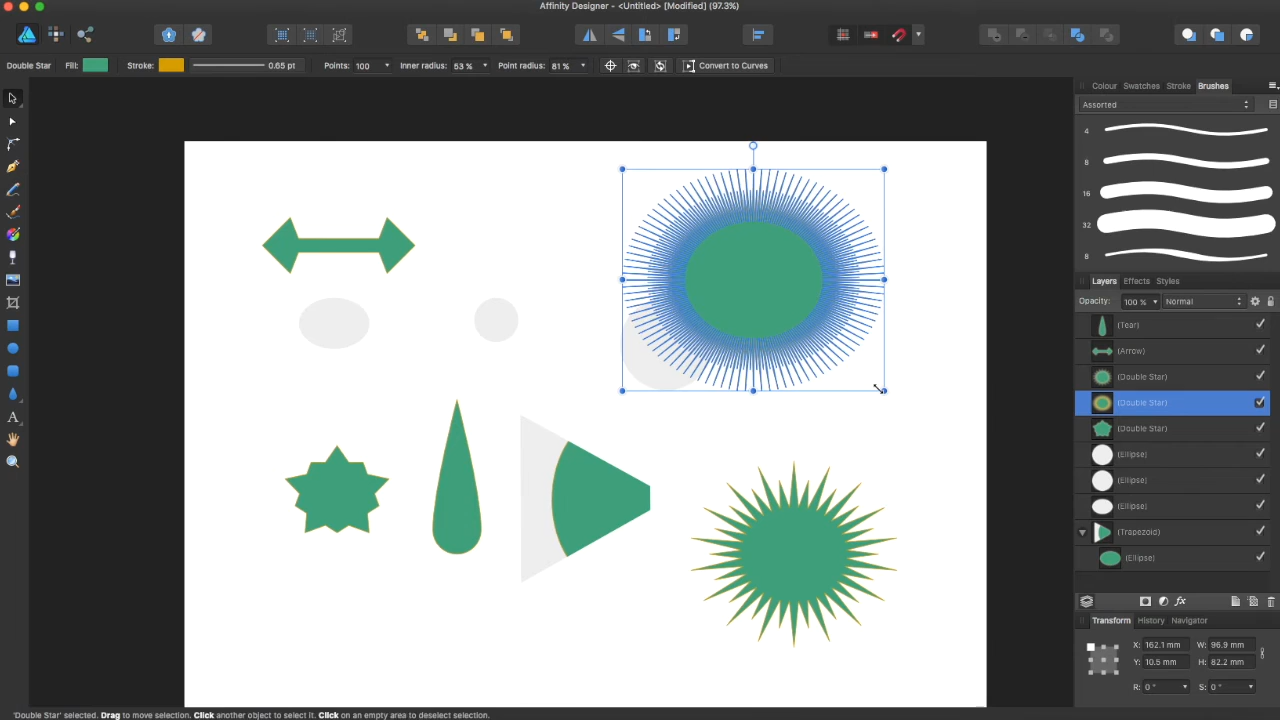 Affinity Designer - <Untitled> [Modified] (97.3%)
Double Star Fill: Stroke: 0.65 pt Points: 100 Inner radius: 53 % Point radius: 81 % Convert to Curves
Colour Swatches Stroke Brushes
Assorted
4
8
16
32
8
Layers Effects Styles
Opacity: 100 % Normal
(Tear)
(Arrow)
(Double Star)
(Double Star)
(Double Star)
(Ellipse)
(Ellipse)
(Ellipse)
(Trapezoid)
(Ellipse)
Transform History Navigator
X: 162.1 mm W: 96.9 mm
Y: 10.5 mm H: 82.2 mm
R: 0 ° S: 0 °
'Double Star' selected. Drag to move selection. Click another object to select it. Click on an empty area to deselect selection.